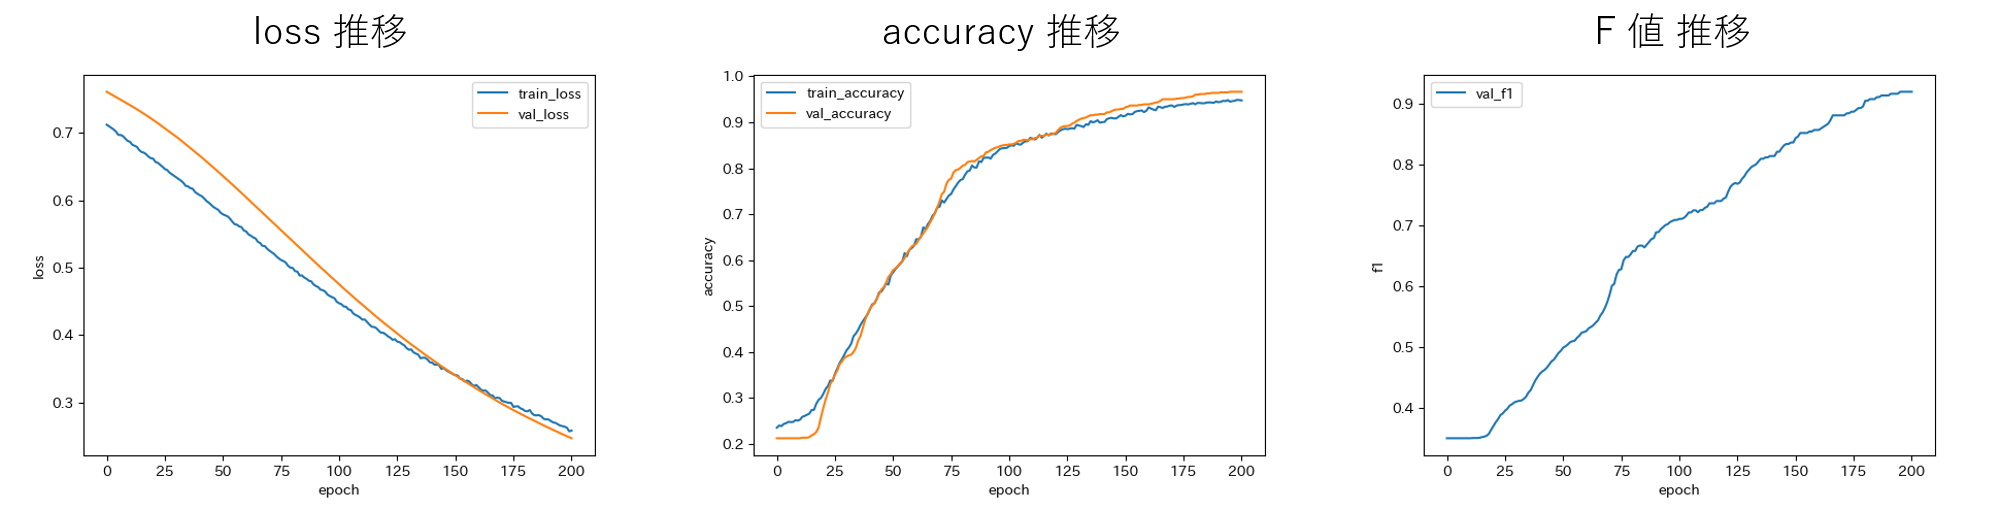 loss 推移
accuracy 推移
F 値 推移
train_loss
val_loss
0.7
0.6
0.5
0.4
0.3
loss
0 25 50 75 100 125 150 175 200
epoch
train_accuracy
val_accuracy
1.0
0.9
0.8
0.7
0.6
0.5
0.4
0.3
0.2
accuracy
0 25 50 75 100 125 150 175 200
epoch
val_f1
0.9
0.8
0.7
0.6
0.5
0.4
f1
0 25 50 75 100 125 150 175 200
epoch